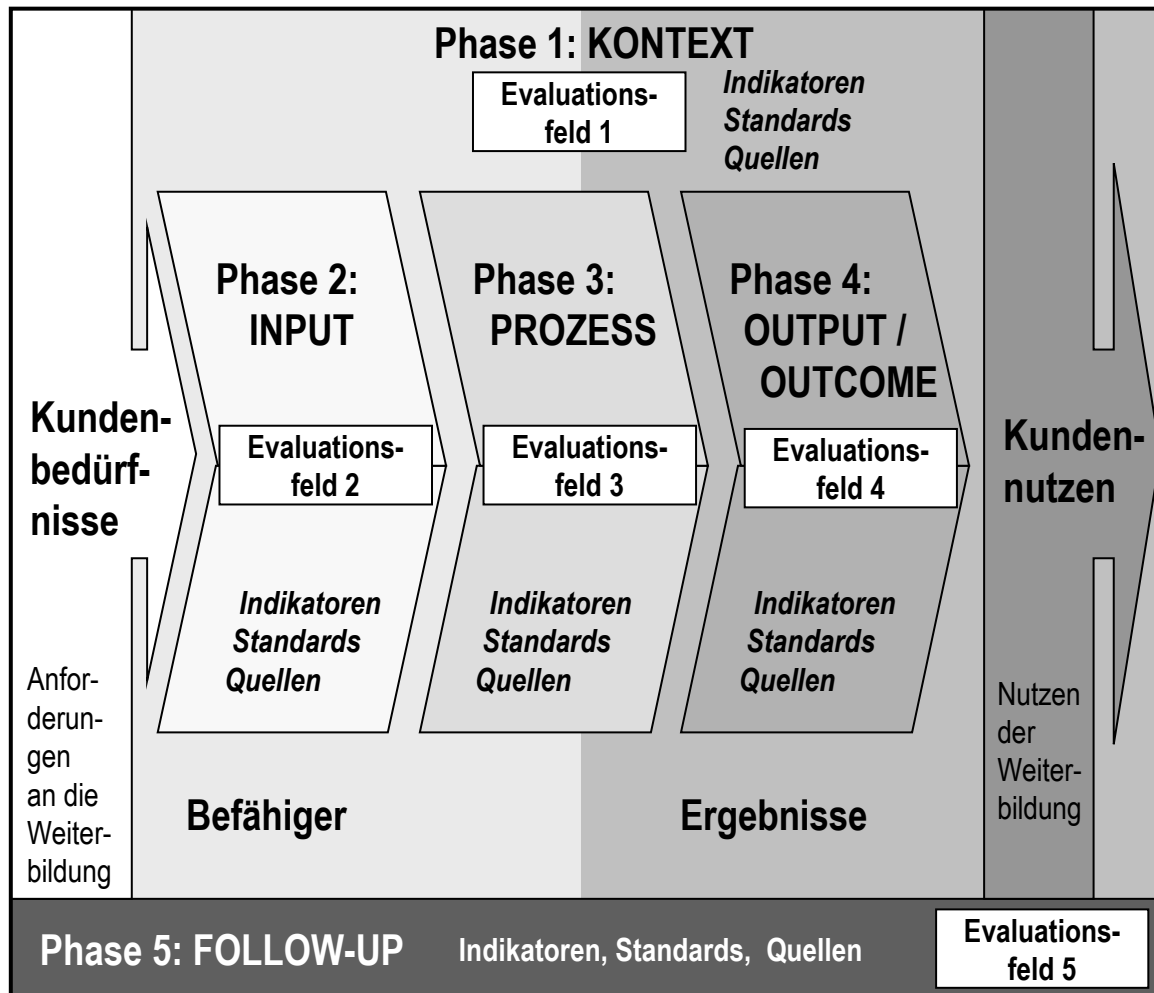 Phase 1: KONTEXT
Evaluations-
feld 1
Indikatoren
Standards
Quellen
Kunden-
bedürf-
nisse
Anfor-
derun-
gen
an die
Weiter-
bildung
Phase 2:
INPUT
Evaluations-
feld 2
Indikatoren
Standards
Quellen
Phase 3:
PROZESS
Evaluations-
feld 3
Indikatoren
Standards
Quellen
Phase 4:
OUTPUT /
OUTCOME
Evaluations-
feld 4
Indikatoren
Standards
Quellen
Kunden-
nutzen
Nutzen
der
Weiter-
bildung
Befähiger
Ergebnisse
Phase 5: FOLLOW-UP
Indikatoren, Standards, Quellen
Evaluations-
feld 5